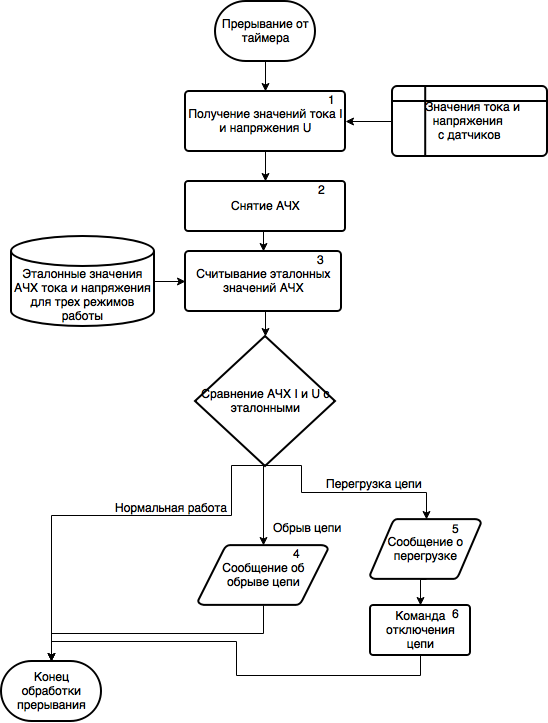 Прерывание от
таймера
1
Получение значений тока I
и напряжения U
Значения тока и
напряжения
с датчиков
2
Снятие АЧХ
3
Считывание эталонных
значений АЧХ
Эталонные значения
АЧХ тока и напряжения
для трех режимов
работы
Сравнение АЧХ I и U с
эталонными
Перегрузка цепи
Нормальная работа
Обрыв цепи
4
Сообщение об
обрыве цепи
5
Сообщение о
перегрузке
6
Команда
отключения
цепи
Конец
обработки
прерывания